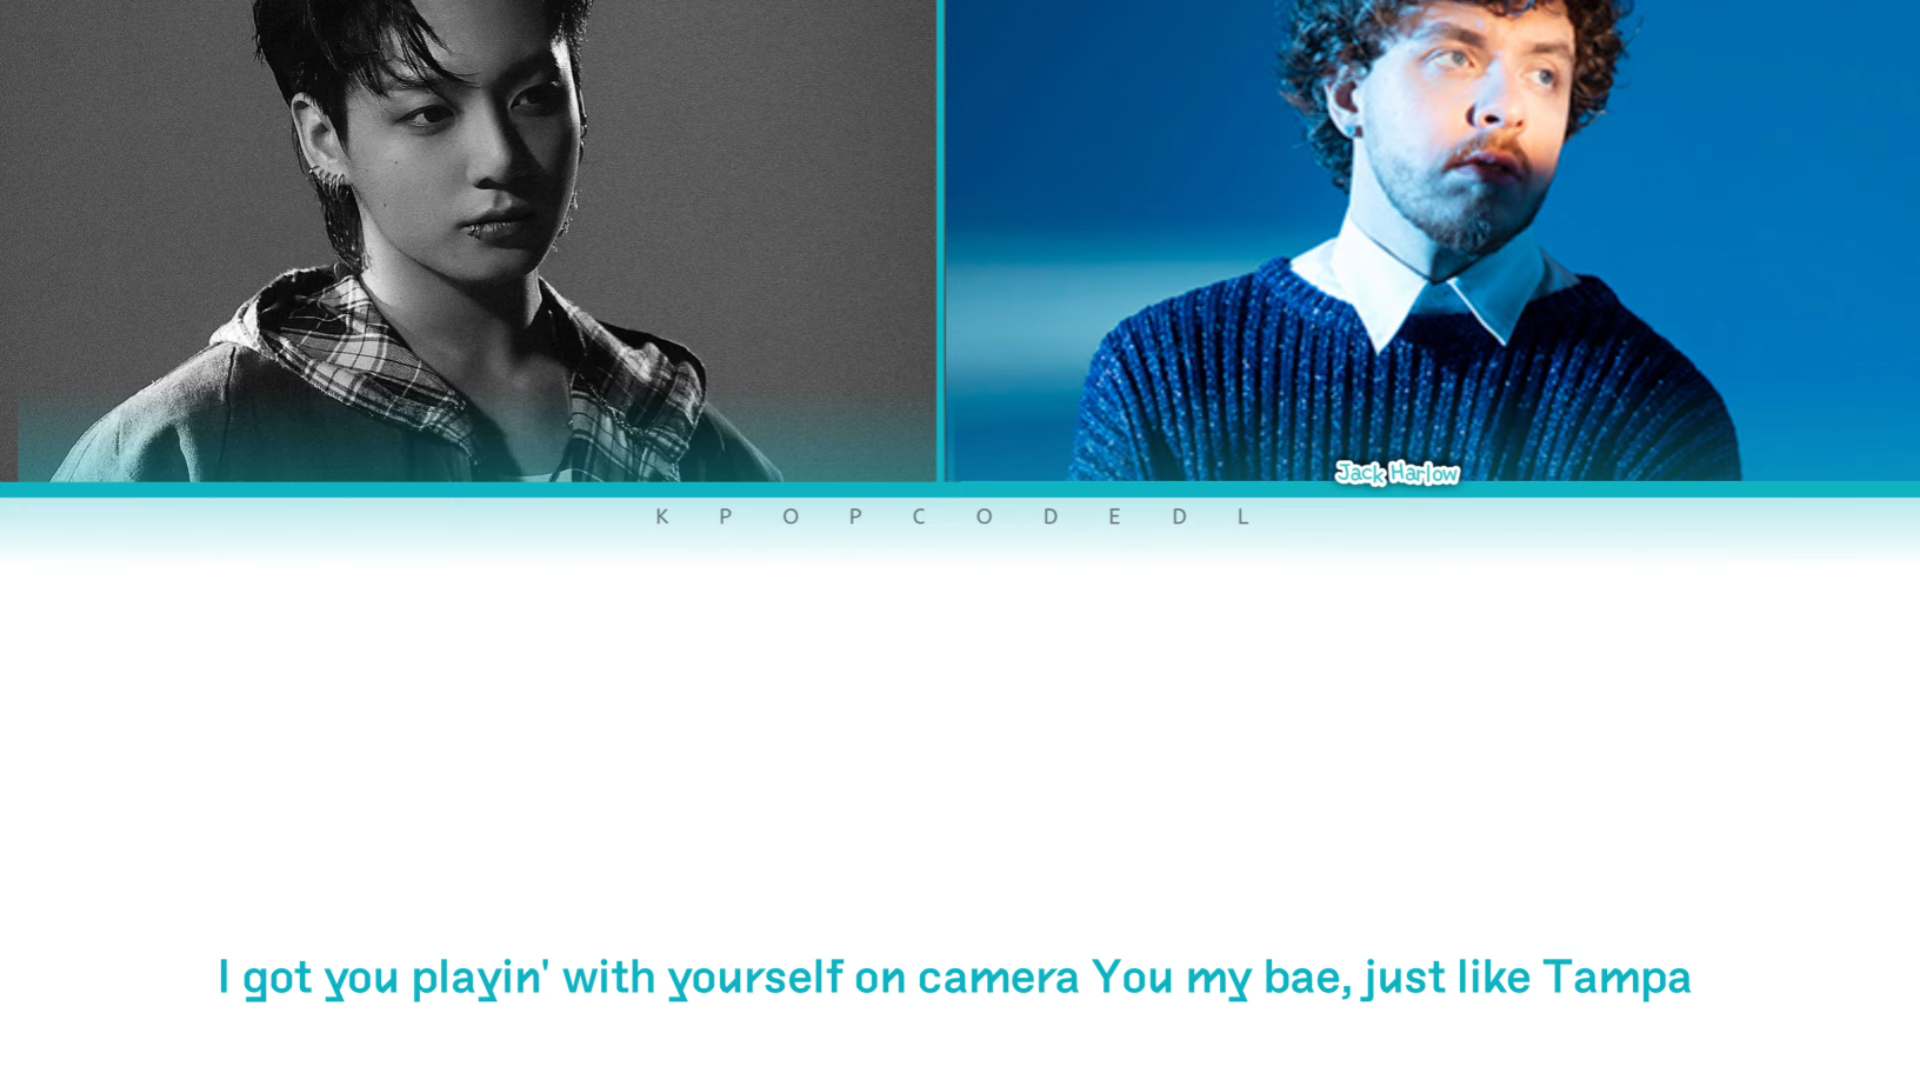 Jack Harlow
K P O P C O D E D L
I got you playin' with yourself on camera You my bae, just like Tampa